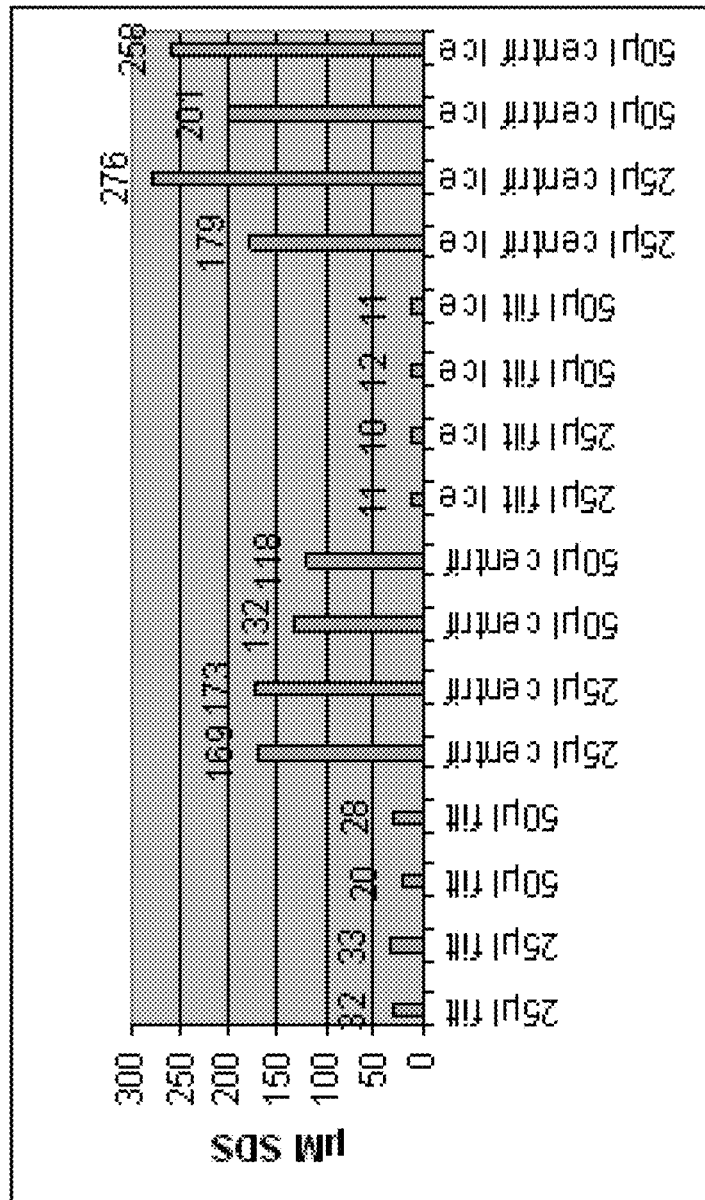 µM SDS
300
250
200
150
100
50
0
32
33
20
28
169
173
132
118
11
10
12
11
179
276
201
258
25µl filt
25µl filt
50µl filt
50µl filt
25µl centrif
25µl centrif
50µl centrif
50µl centrif
25µl filt Ice
25µl filt Ice
50µl filt Ice
50µl filt Ice
25µl centrif Ice
25µl centrif Ice
50µl centrif Ice
50µl centrif Ice